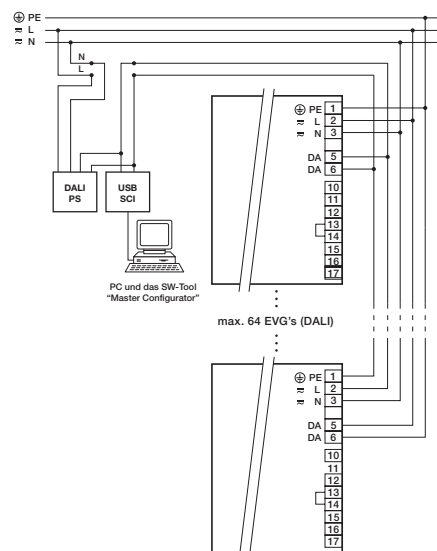 PE
L
N
N
L
DALI
PS
USB
SCI
PC und das SW-Tool
“Master Configurator”
PE 1
L 2
N 3
DA 5
DA 6
10
11
12
13
14
15
16
17
max. 64 EVG's (DALI)
PE 1
L 2
N 3
DA 5
DA 6
10
11
12
13
14
15
16
17